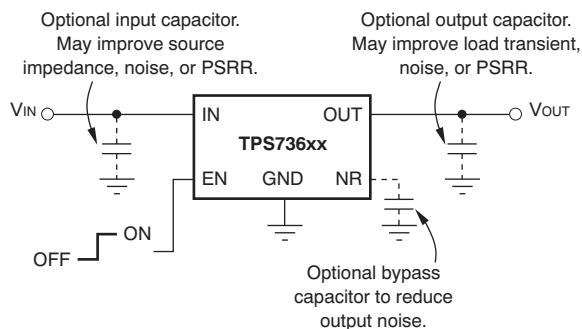 Optional input capacitor.
May improve source
impedance, noise, or PSRR.
Optional output capacitor.
May improve load transient,
noise, or PSRR.
VIN
IN
OUT
VOUT
TPS736xx
EN
GND
NR
ON
OFF
Optional bypass
capacitor to reduce
output noise.